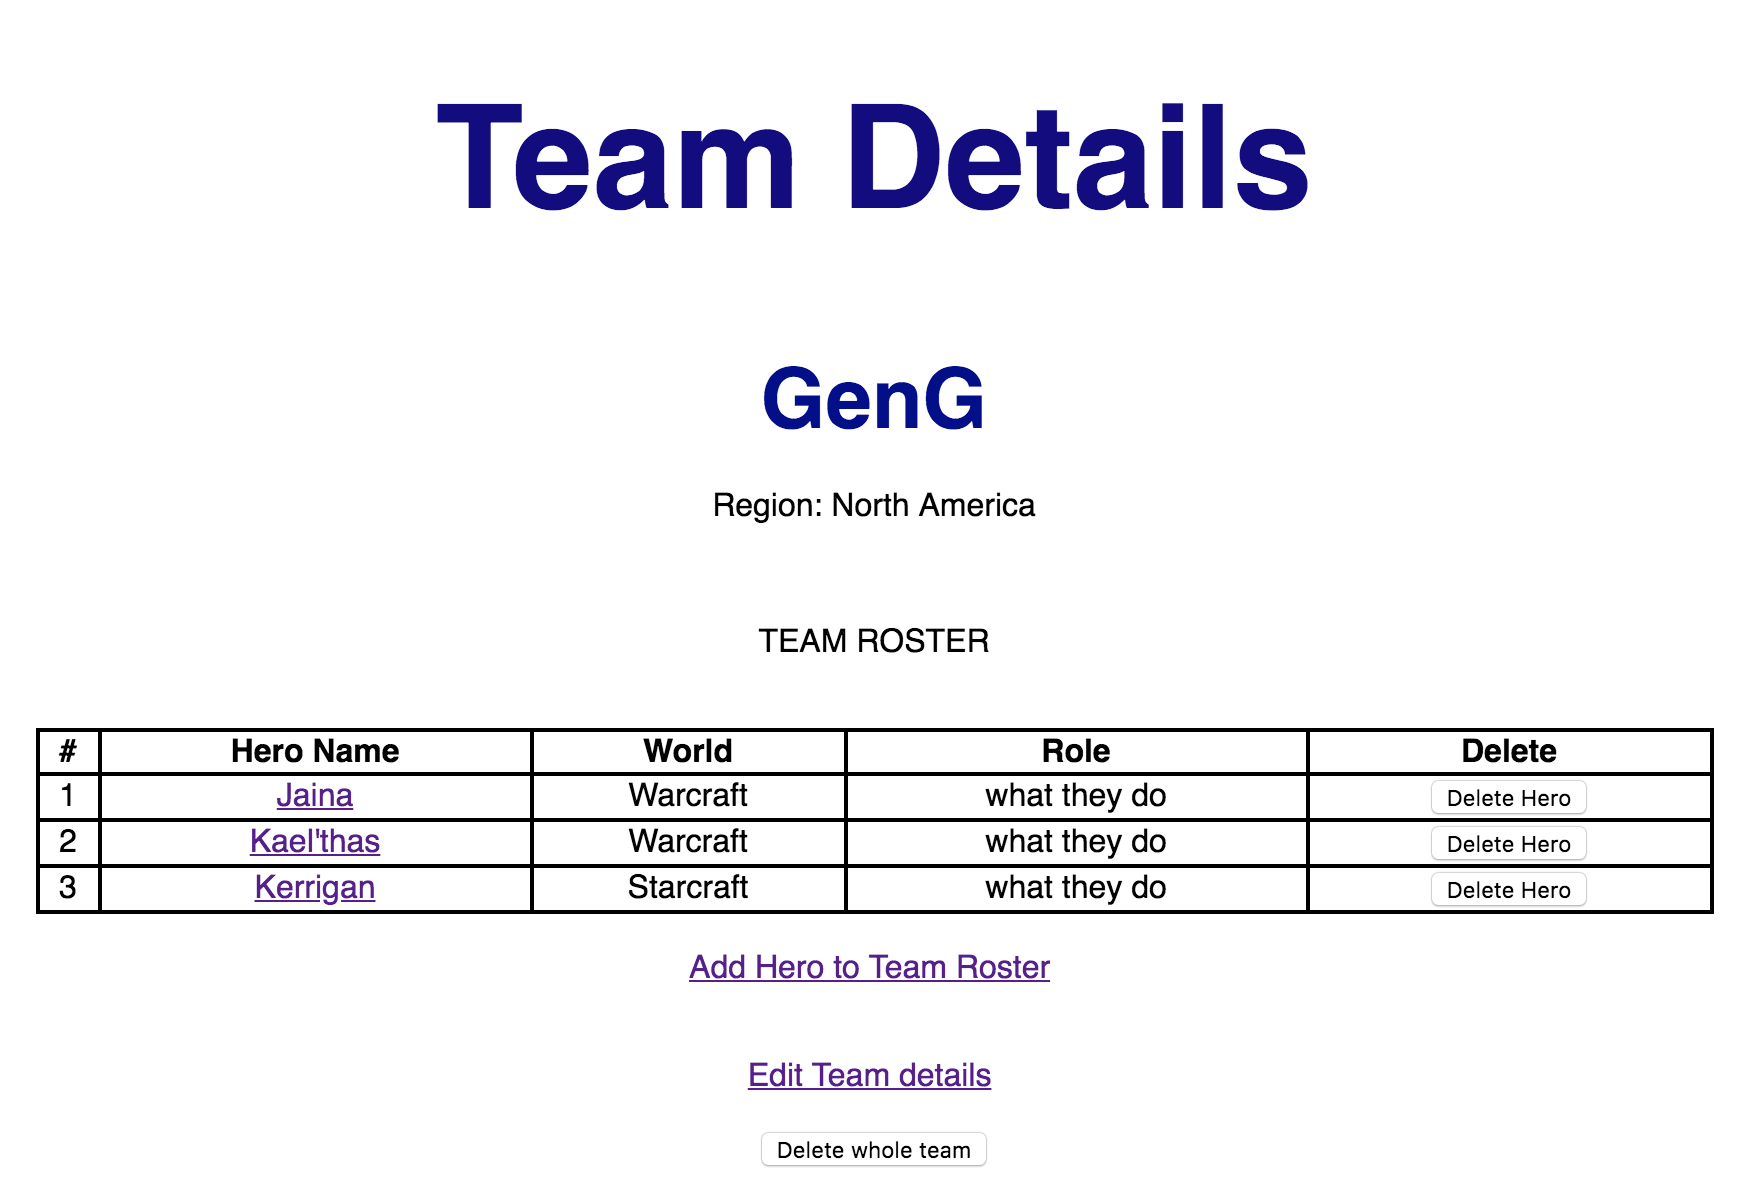 Team Details
GenG
Region: North America
TEAM ROSTER
# Hero Name World Role Delete
1 Jaina Warcraft what they do Delete Hero
2 Kael'thas Warcraft what they do Delete Hero
3 Kerrigan Starcraft what they do Delete Hero
Add Hero to Team Roster
Edit Team details
Delete whole team